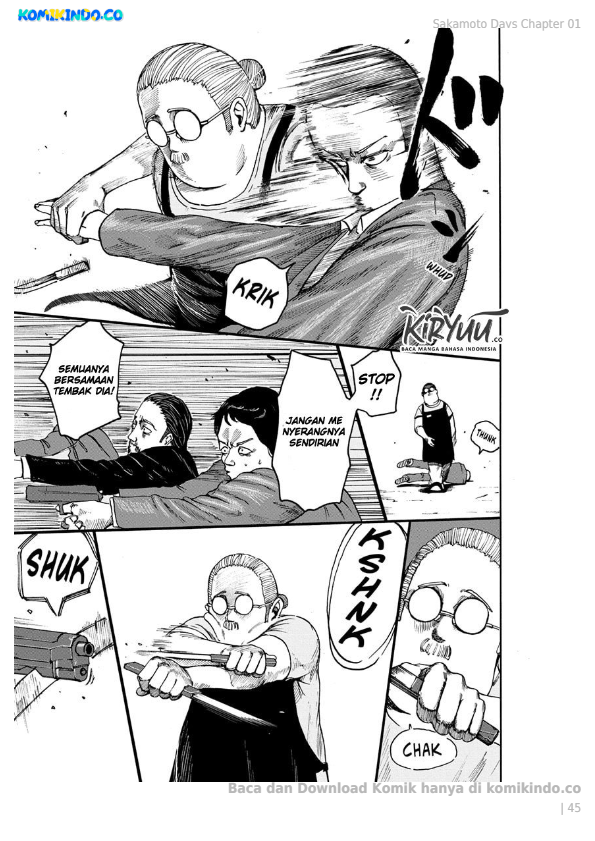 KOMIKINDO.CO
Sakamoto Days Chapter 01
ド
WHUP
KRIK
KIRYUU.CO
BACA MANGA BAHASA INDONESIA
STOP
!!
JANGAN ME
NYERANGNYA
SENDIRIAN
SEMUANYA
BERSAMAAN
TEMBAK DIA!
THUNK
KSHNK
CHAK
SHUK
Baca dan Download Komik hanya di komikindo.co
| 45